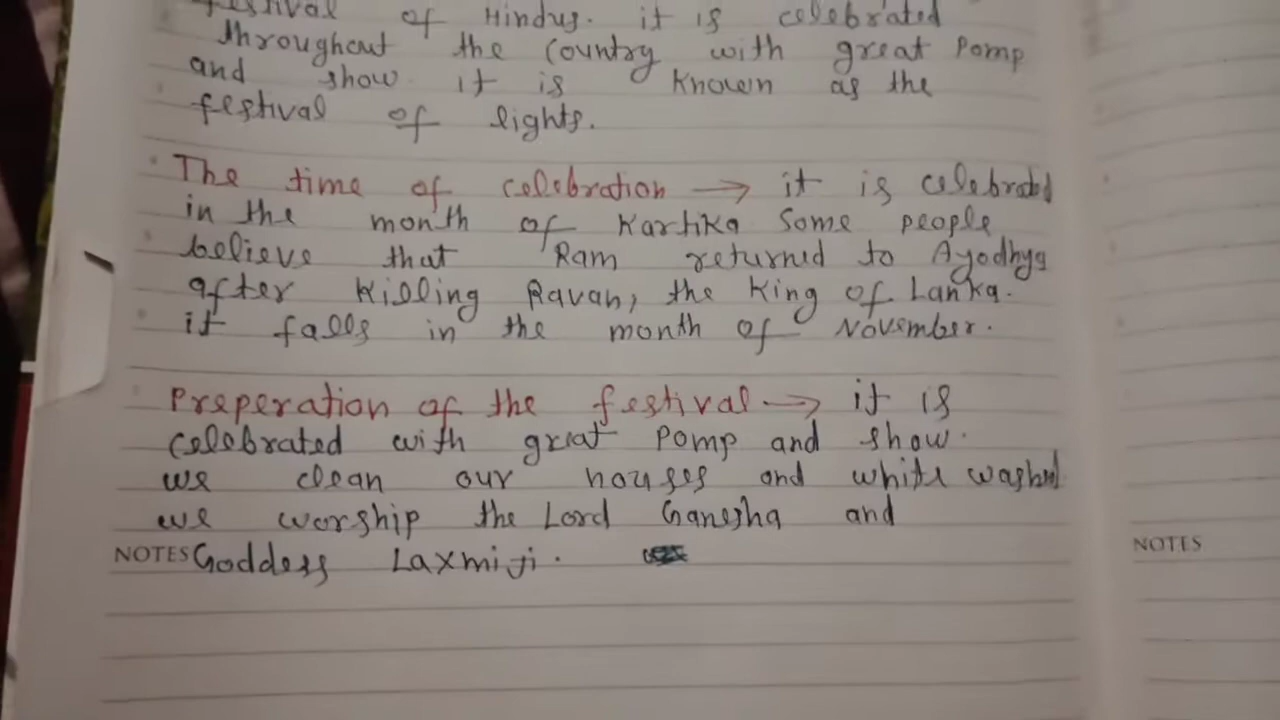 festival of Hindus. it is celebrated
throughout the Country with great Pomp
and show it is Known as the
festival of lights.
The time of celebration → it is celebrated
in the month of Kartika Some people
believe that Ram returned to Ayodhya
after Killing Ravan, the King of Lanka.
it falls in the month of November.
Preperation of the festival → it is
celebrated with great Pomp and show.
we clean our houses and white washed
we worship the Lord Ganesha and
NOTES Goddess Laxmiji.
NOTES